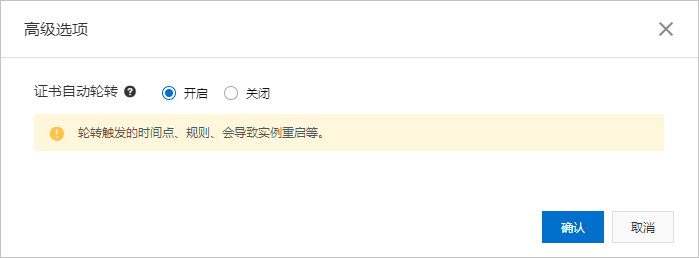 高级选项
证书自动轮转 ? 开启 关闭
! 轮转触发的时间点、规则、会导致实例重启等。
确认 取消